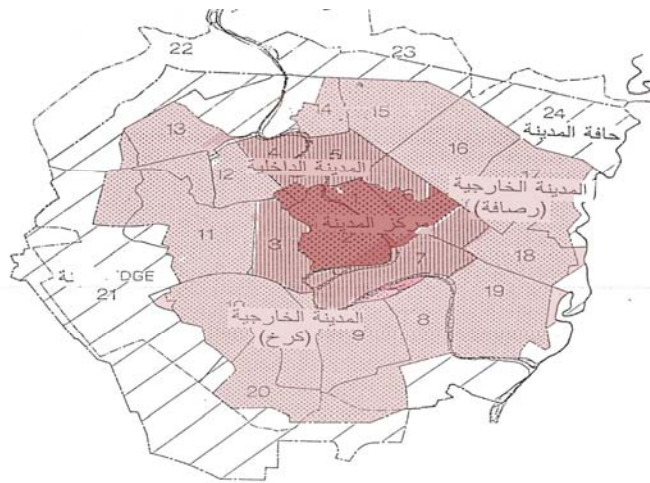 22
23
24
حافة المدينة
13
14
15
16
4
5
المدينة الداخلية
12
المدينة الخارجية
(رصافة)
مركز المدينة
11
3
7
18
DGE
21
19
المدينة الخارجية
(كرخ)
9
8
20